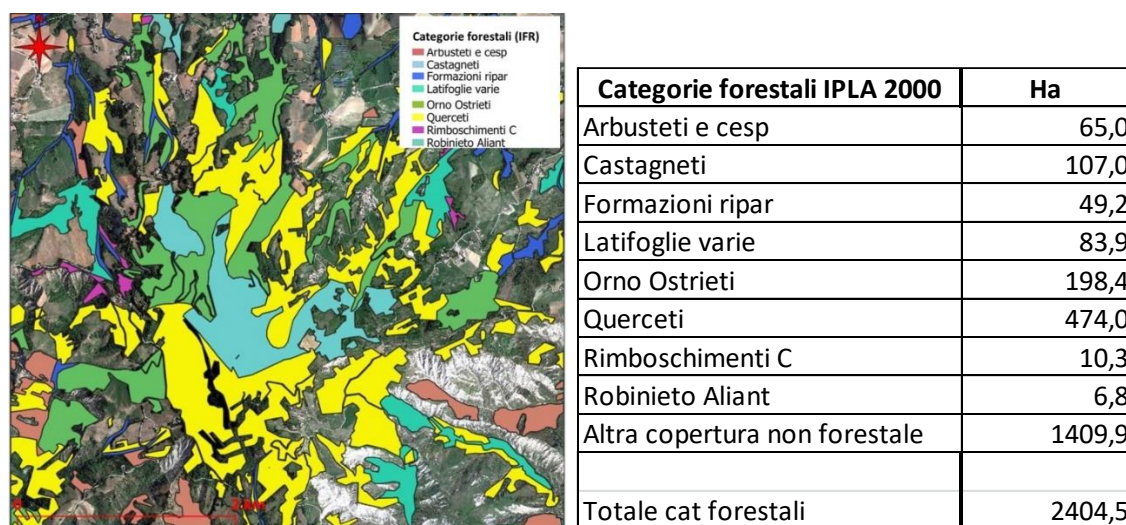 Categorie forestali (IFR)
Arbusteti e cesp
Castagneti
Formazioni ripar
Latifoglie varie
Orno Ostrieti
Querceti
Rimboschimenti C
Robinieto Aliant
0 2 km
Categorie forestali IPLA 2000 Ha
Arbusteti e cesp 65,0
Castagneti 107,0
Formazioni ripar 49,2
Latifoglie varie 83,9
Orno Ostrieti 198,4
Querceti 474,0
Rimboschimenti C 10,3
Robinieto Aliant 6,8
Altra copertura non forestale 1409,9
Totale cat forestali 2404,5